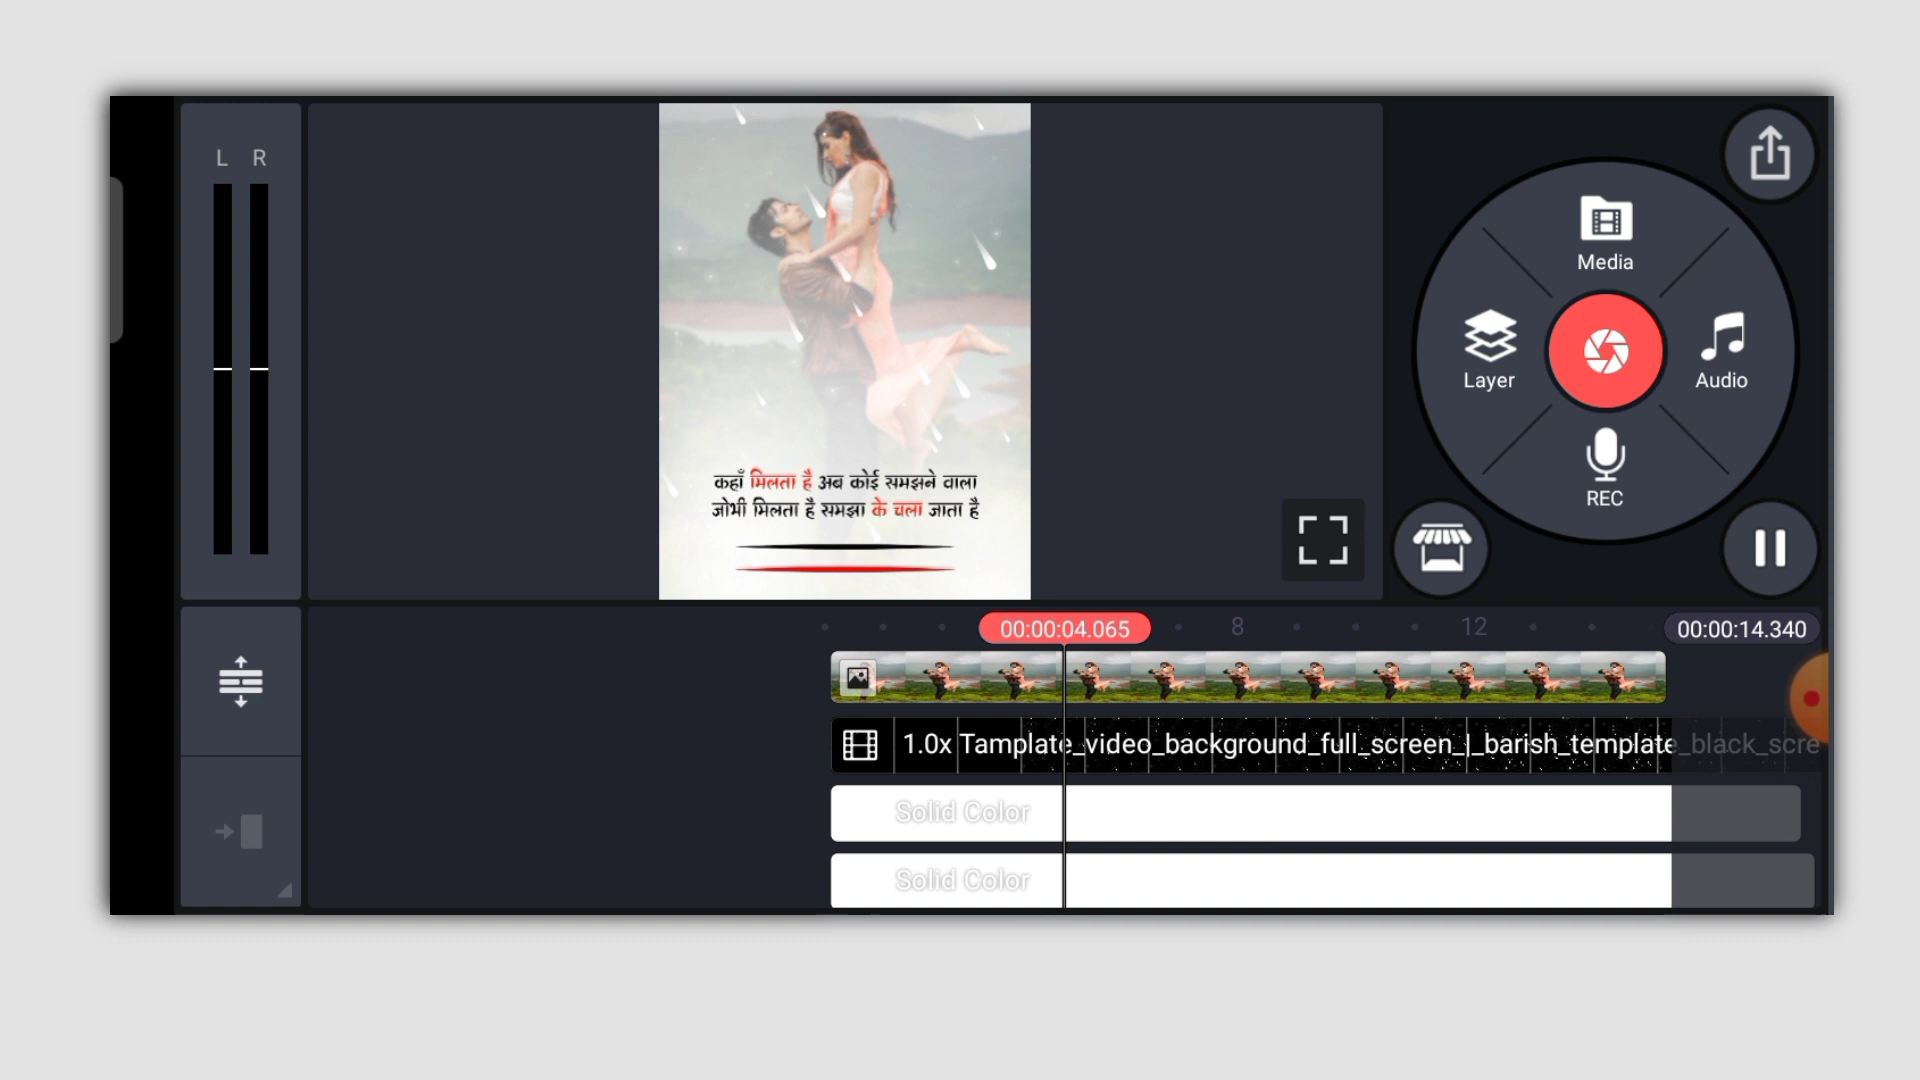 L R
Media
Layer
Audio
REC
कहाँ मिलता है अब कोई समझने वाला
जोभी मिलता है समझा के चला जाता है
00:00:04.065
8
12
00:00:14.340
1.0x Tamplate_video_background_full_screen_|_barish_template_black_scre
Solid Color
Solid Color